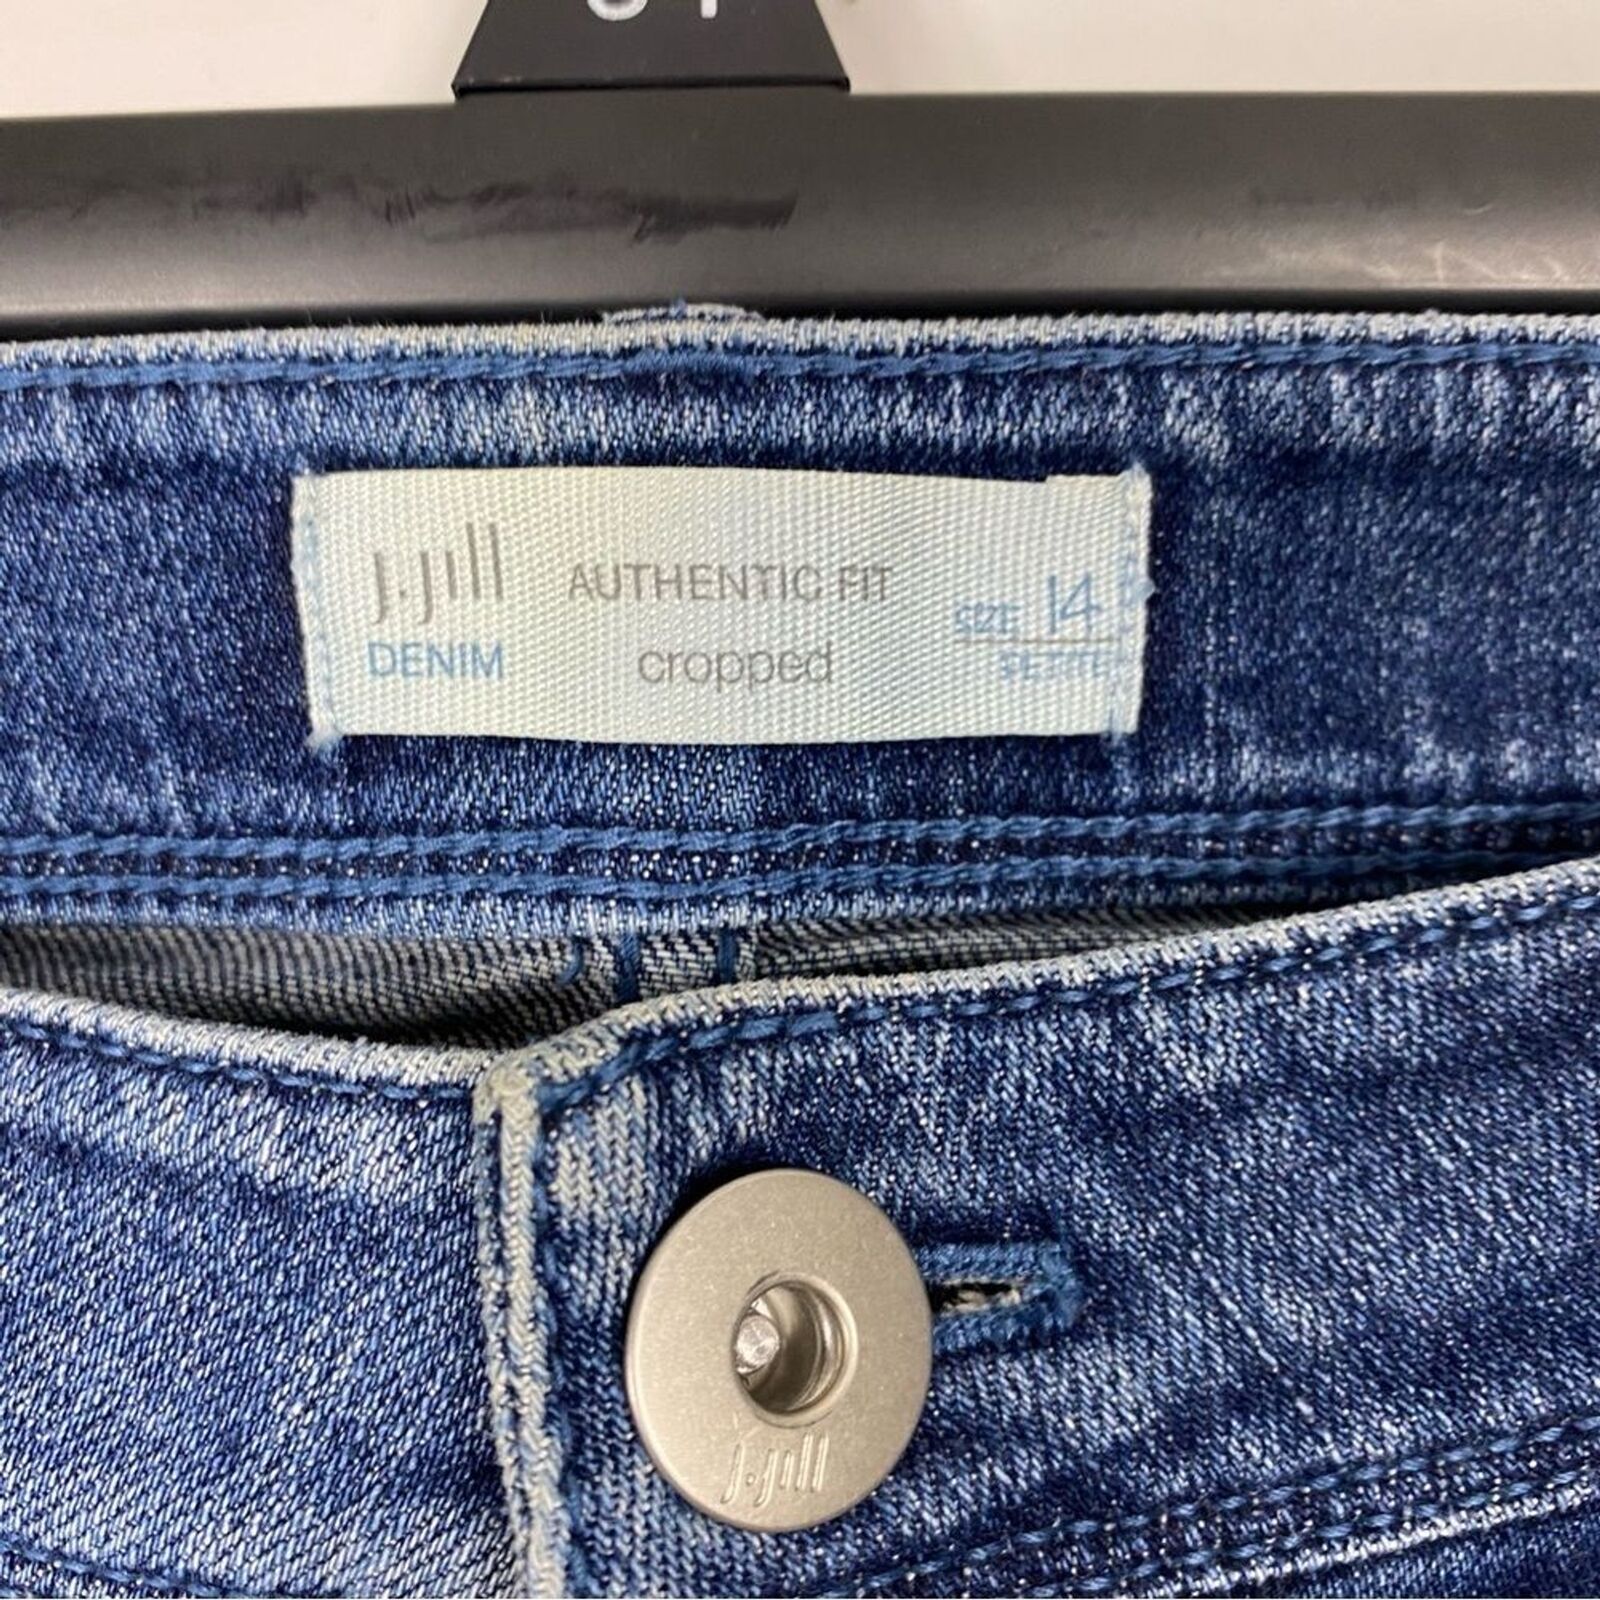 J.Jill AUTHENTIC FIT
DENIM cropped
SIZE 14
J.Jill